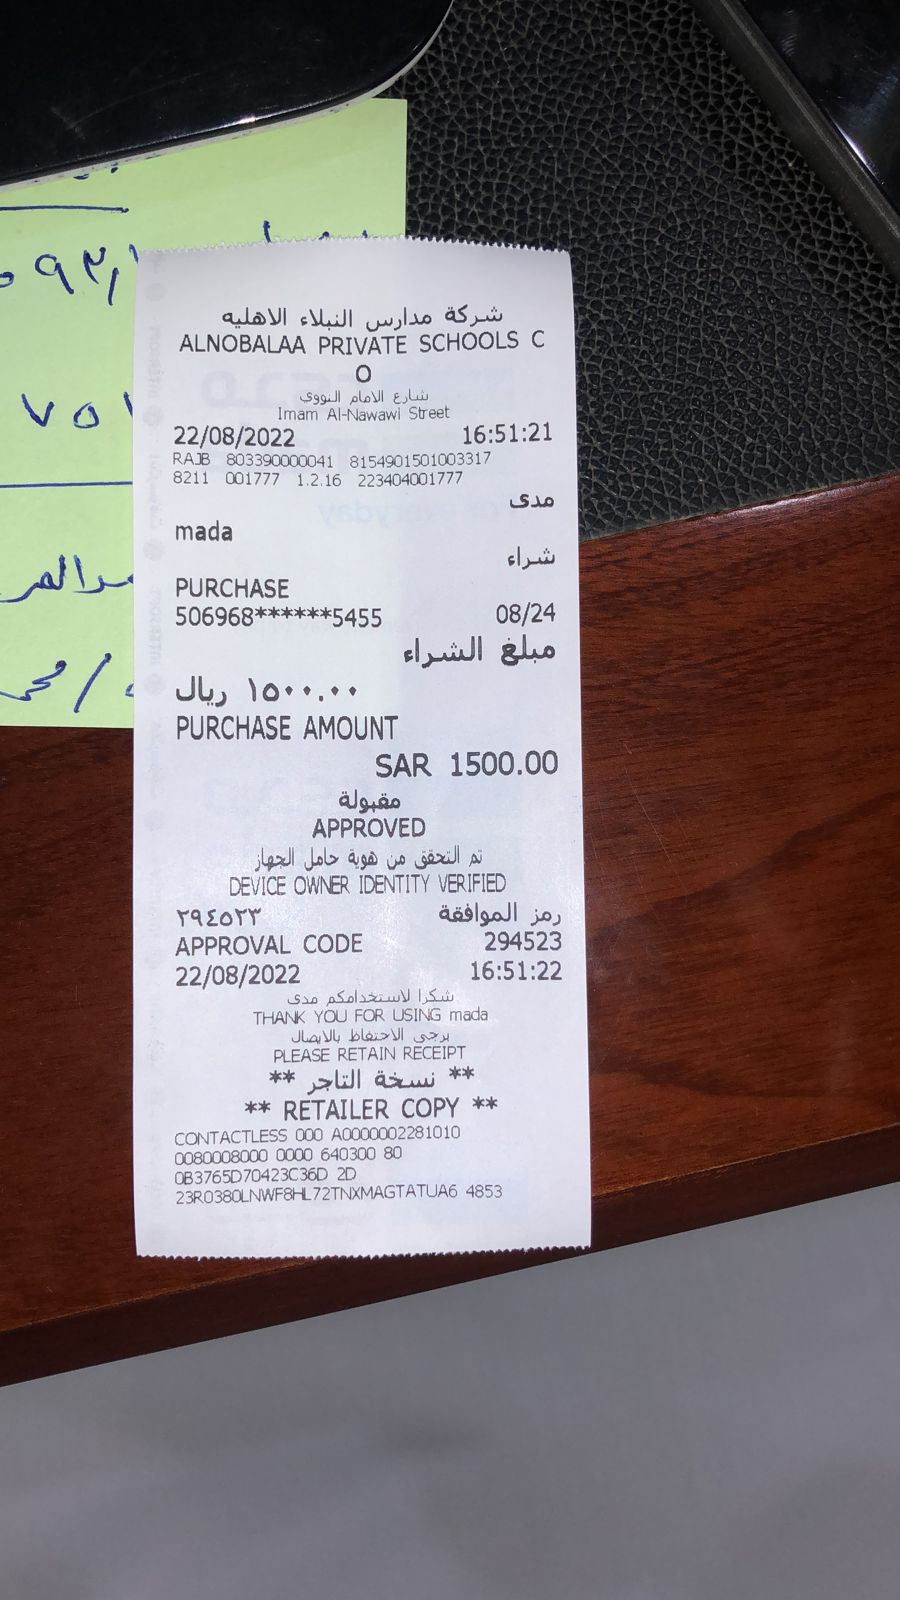 شركة مدارس النبلاء الاهليه
ALNOBALAA PRIVATE SCHOOLS C
O
شارع الامام النووي
Imam Al-Nawawi Street
22/08/2022 16:51:21
RAJB 803390000041 8154901501003317
8211 001777 1.2.16 223404001777
مدى
mada
شراء
PURCHASE
506968******5455 08/24
مبلغ الشراء
١٥٠٠.٠٠ ريال
PURCHASE AMOUNT
SAR 1500.00
مقبولة
APPROVED
تم التحقق من هوية حامل الجهاز
DEVICE OWNER IDENTITY VERIFIED
رمز الموافقة ٢٩٤٥٢٣
APPROVAL CODE 294523
22/08/2022 16:51:22
شكرا لاستخدامكم مدى
THANK YOU FOR USING mada
يرجى الاحتفاظ بالايصال
PLEASE RETAIN RECEIPT
** نسخة التاجر **
** RETAILER COPY **
CONTACTLESS 000 A0000002281010
0080008000 0000 640300 80
0B3765D70423C36D 2D
23R0380LNWF8HL72TNXMAGTATUA6 4853